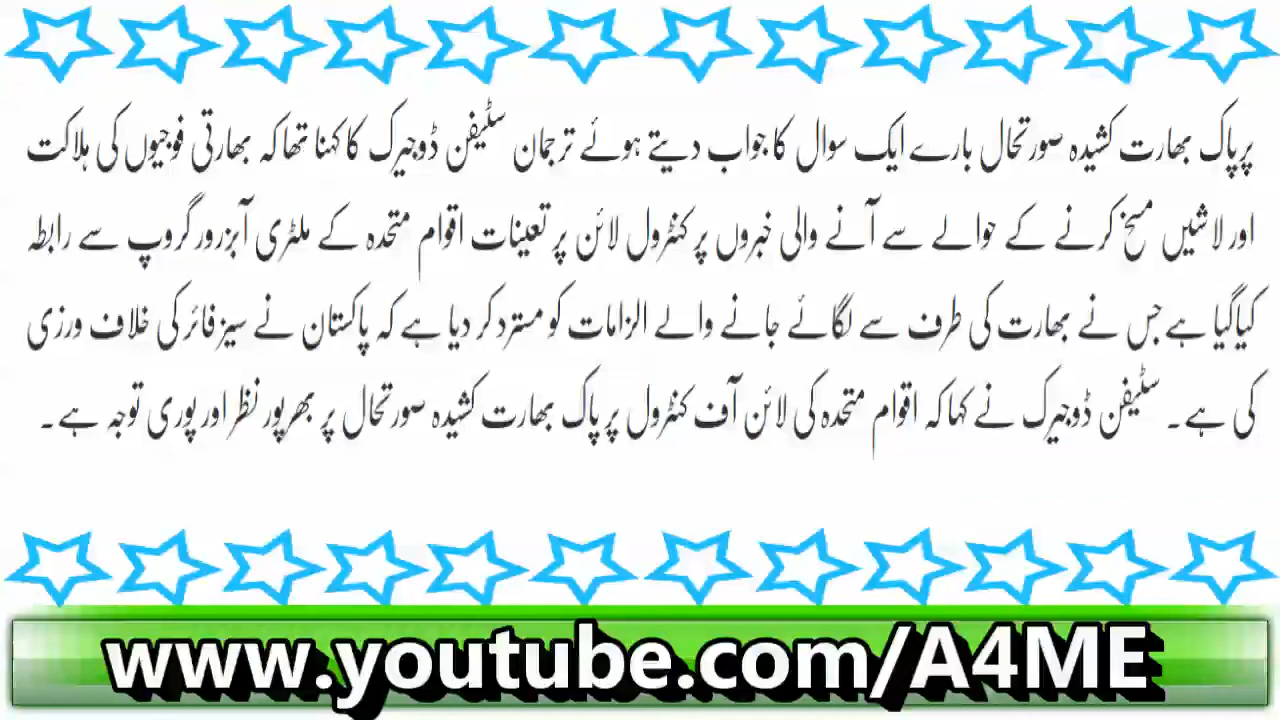 پر پاک بھارت کشیدہ صورتحال بارے ایک سوال کا جواب دیتے ہوئے ترجمان سٹیفن ڈوجیرک کا کہنا تھا کہ بھارتی فوجیوں کی ہلاکت
اور لاشیں مسخ کرنے کے حوالے سے آنے والی خبروں پر کنٹرول لائن پر تعینات اقوام متحدہ کے ملٹری آبزرور گروپ سے رابطہ
کیا گیا ہے جس نے بھارت کی طرف سے لگائے جانے والے الزامات کو مسترد کر دیا ہے کہ پاکستان نے سیز فائر کی خلاف ورزی
کی ہے۔ سٹیفن ڈوجیرک نے کہا کہ اقوام متحدہ کی لائن آف کنٹرول پر پاک بھارت کشیدہ صورتحال پر بھرپور نظر اور پوری توجہ ہے۔
www.youtube.com/A4ME